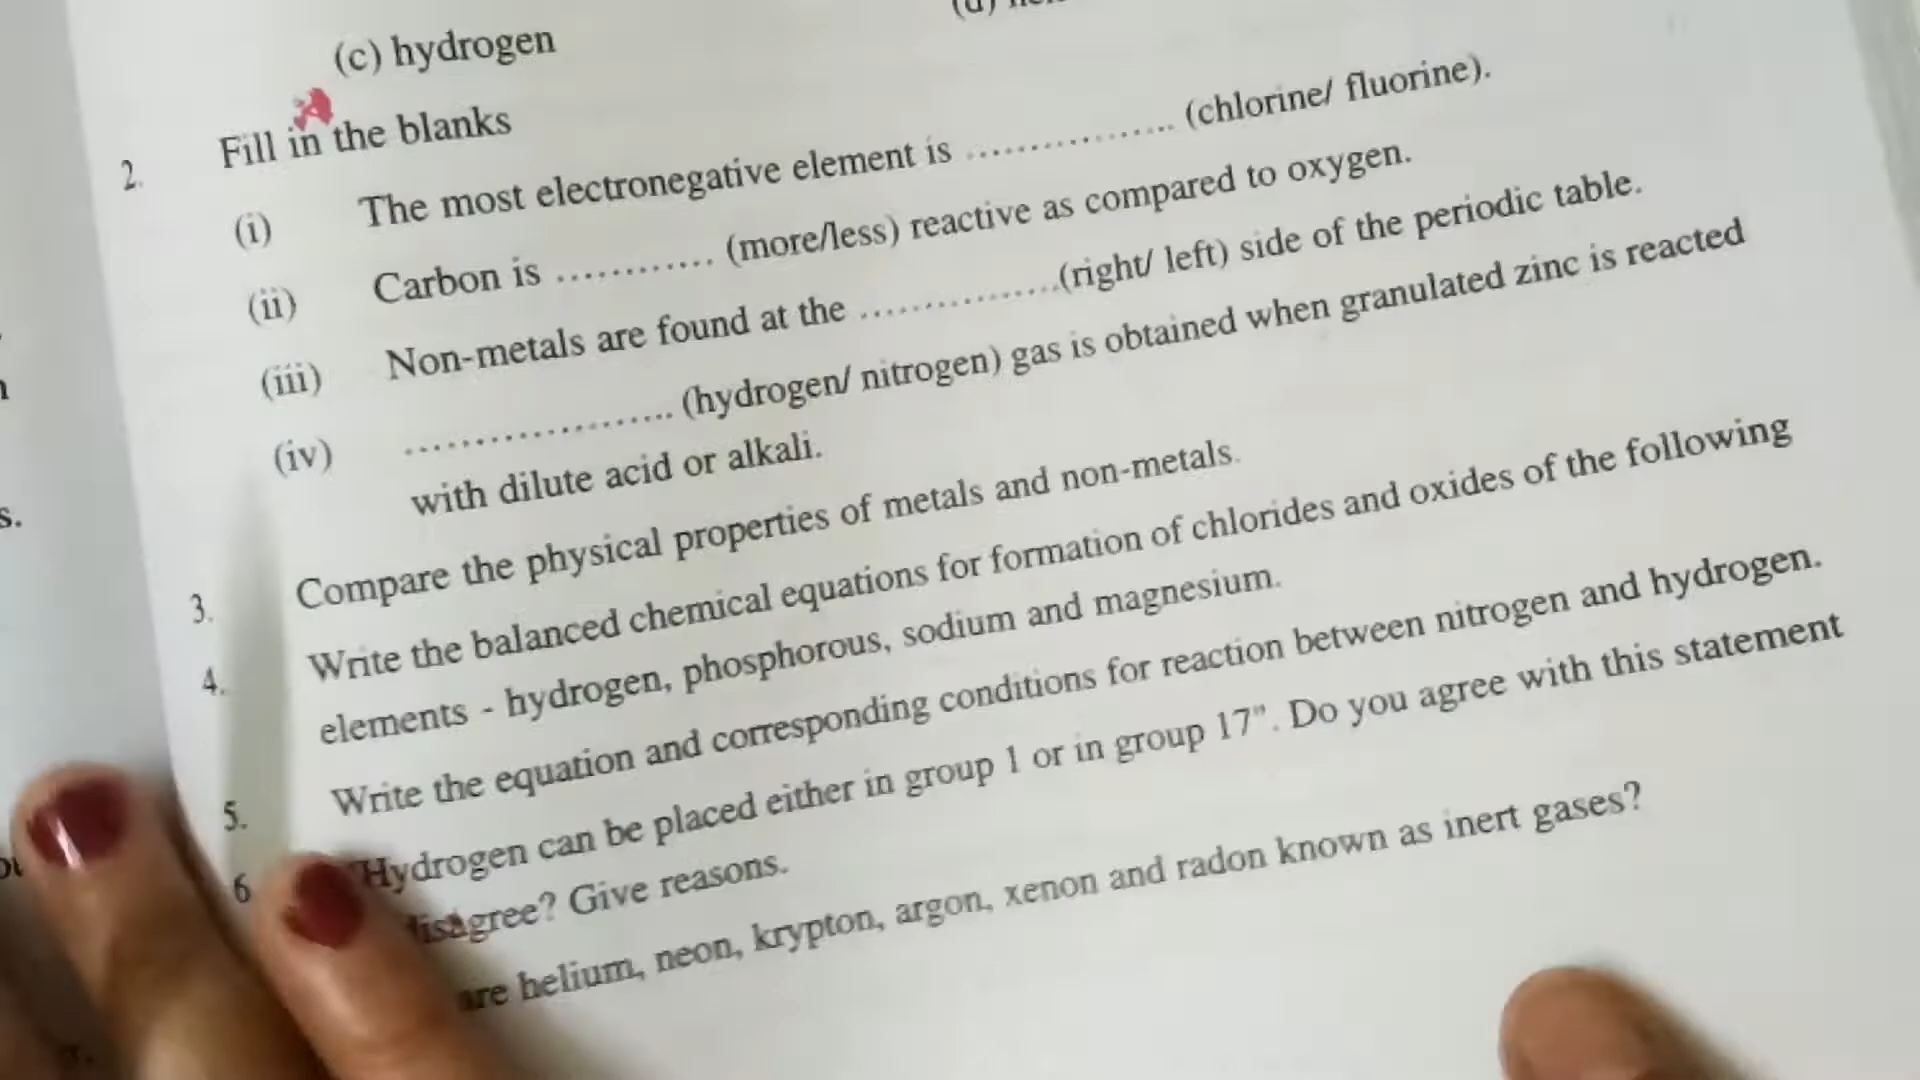 (c) hydrogen
2. Fill in the blanks
(i) The most electronegative element is ................ (chlorine/ fluorine).
(ii) Carbon is ............ (more/less) reactive as compared to oxygen.
(iii) Non-metals are found at the ...............(right/ left) side of the periodic table.
(iv) .................... (hydrogen/ nitrogen) gas is obtained when granulated zinc is reacted
with dilute acid or alkali.
3. Compare the physical properties of metals and non-metals.
4. Write the balanced chemical equations for formation of chlorides and oxides of the following
elements - hydrogen, phosphorous, sodium and magnesium.
5. Write the equation and corresponding conditions for reaction between nitrogen and hydrogen.
6 "Hydrogen can be placed either in group 1 or in group 17". Do you agree with this statement
disagree? Give reasons.
are helium, neon, krypton, argon, xenon and radon known as inert gases?
s.